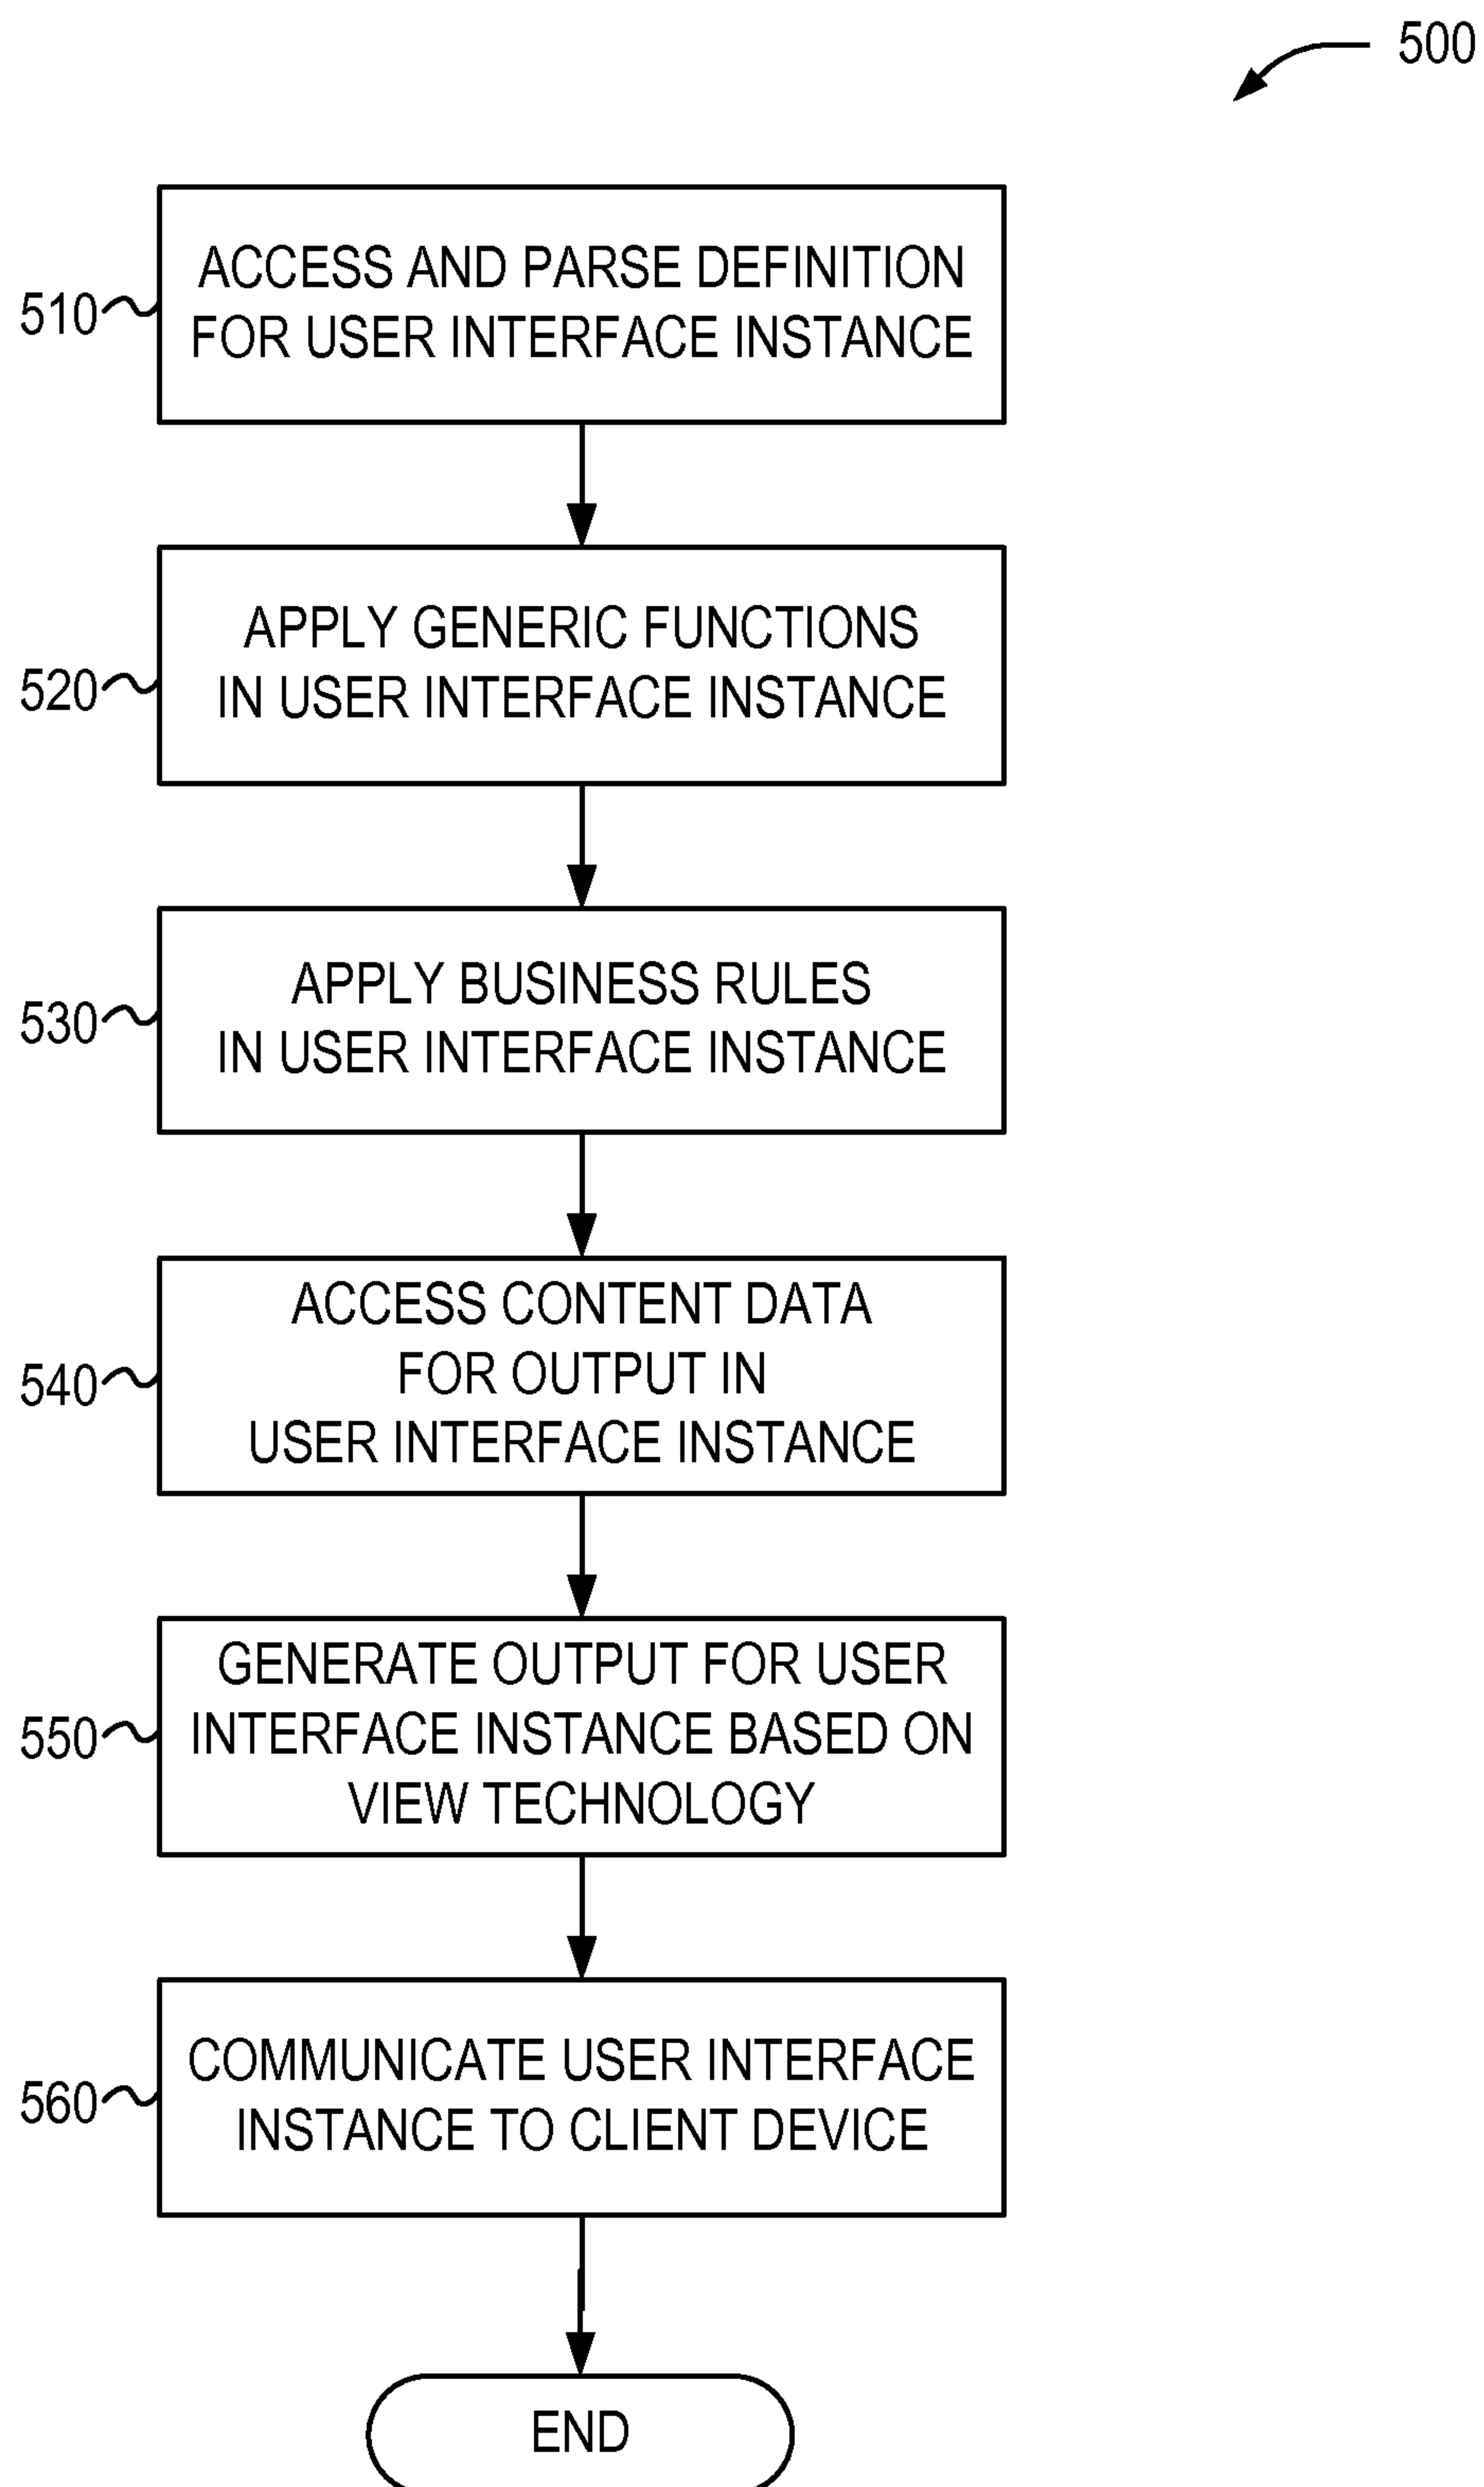 500
510
ACCESS AND PARSE DEFINITION
FOR USER INTERFACE INSTANCE
520
APPLY GENERIC FUNCTIONS
IN USER INTERFACE INSTANCE
530
APPLY BUSINESS RULES
IN USER INTERFACE INSTANCE
540
ACCESS CONTENT DATA
FOR OUTPUT IN
USER INTERFACE INSTANCE
550
GENERATE OUTPUT FOR USER
INTERFACE INSTANCE BASED ON
VIEW TECHNOLOGY
560
COMMUNICATE USER INTERFACE
INSTANCE TO CLIENT DEVICE
END